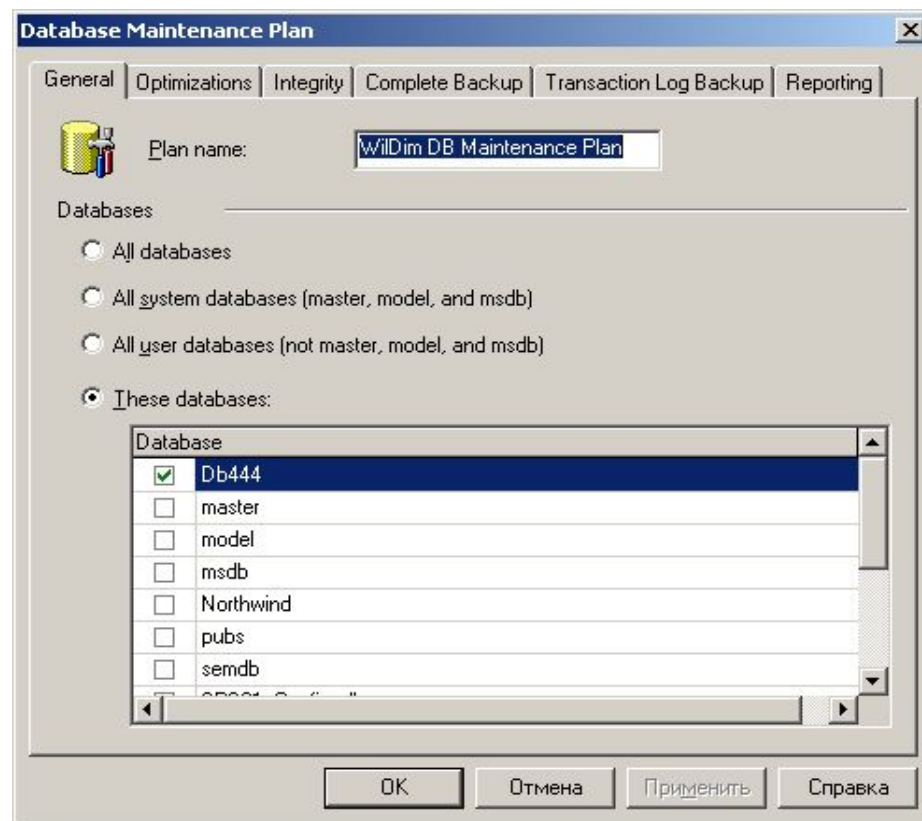 Database Maintenance Plan
General Optimizations Integrity Complete Backup Transaction Log Backup Reporting
Plan name: WilDim DB Maintenance Plan
Databases
All databases
All system databases (master, model, and msdb)
All user databases (not master, model, and msdb)
These databases:
Database
Db444
master
model
msdb
Northwind
pubs
semdb
OK Отмена Применить Справка